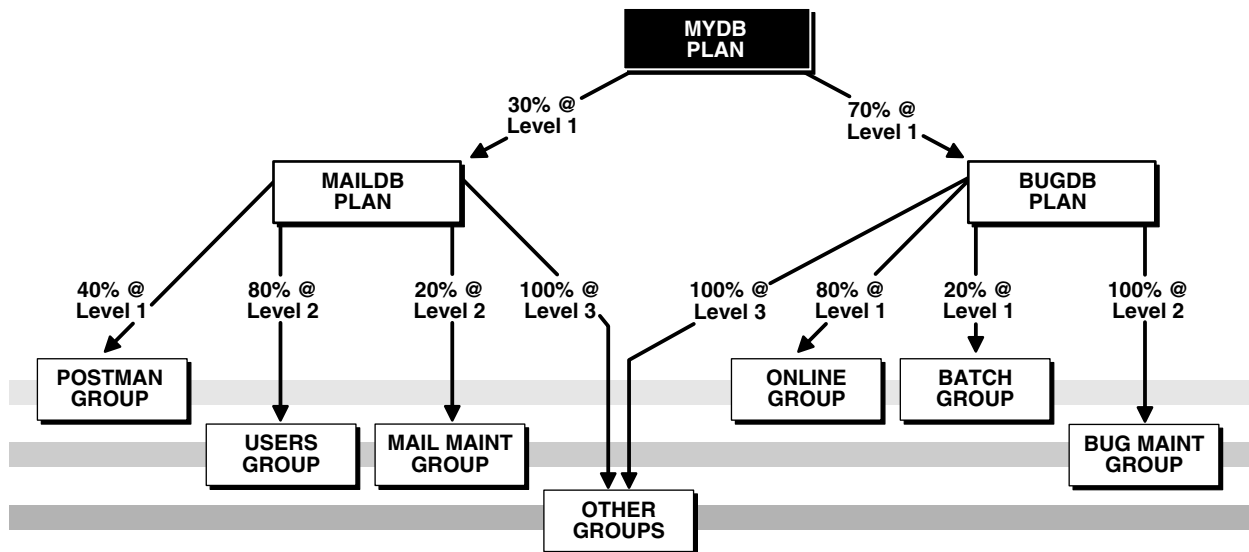 MYDB
PLAN
30% @
Level 1
70% @
Level 1
MAILDB
PLAN
BUGDB
PLAN
40% @
Level 1
80% @
Level 2
20% @
Level 2
100% @
Level 3
100% @
Level 3
80% @
Level 1
20% @
Level 1
100% @
Level 2
POSTMAN
GROUP
ONLINE
GROUP
BATCH
GROUP
USERS
GROUP
MAIL MAINT
GROUP
BUG MAINT
GROUP
OTHER
GROUPS